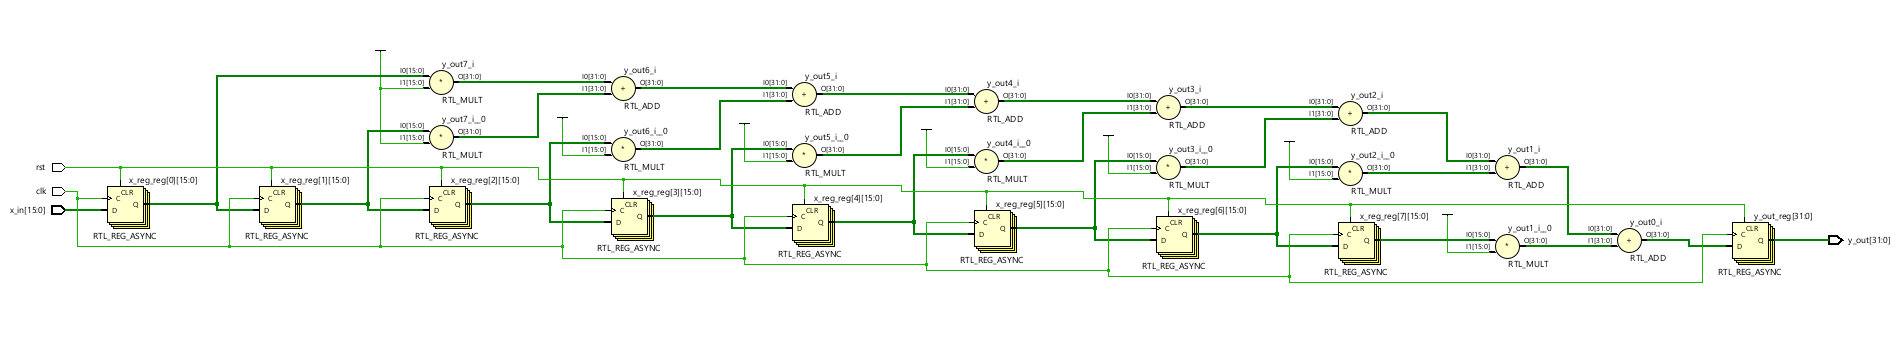 y_out7_i
I0[15:0]
I1[15:0]
*
O[31:0]
RTL_MULT
y_out6_i
I0[31:0]
I1[31:0]
+
O[31:0]
RTL_ADD
y_out5_i
I0[31:0]
I1[31:0]
+
O[31:0]
RTL_ADD
y_out4_i
I0[31:0]
I1[31:0]
+
O[31:0]
RTL_ADD
y_out3_i
I0[31:0]
I1[31:0]
+
O[31:0]
RTL_ADD
y_out2_i
I0[31:0]
I1[31:0]
+
O[31:0]
RTL_ADD
y_out7_i__0
I0[15:0]
I1[15:0]
*
O[31:0]
RTL_MULT
y_out6_i__0
I0[15:0]
I1[15:0]
*
O[31:0]
RTL_MULT
y_out5_i__0
I0[15:0]
I1[15:0]
*
O[31:0]
RTL_MULT
y_out4_i__0
I0[15:0]
I1[15:0]
*
O[31:0]
RTL_MULT
y_out3_i__0
I0[15:0]
I1[15:0]
*
O[31:0]
RTL_MULT
y_out2_i__0
I0[15:0]
I1[15:0]
*
O[31:0]
RTL_MULT
y_out1_i
I0[31:0]
I1[31:0]
+
O[31:0]
RTL_ADD
rst
clk
x_in[15:0]
x_reg_reg[0][15:0]
CLR
C
D
Q
RTL_REG_ASYNC
x_reg_reg[1][15:0]
CLR
C
D
Q
RTL_REG_ASYNC
x_reg_reg[2][15:0]
CLR
C
D
Q
RTL_REG_ASYNC
x_reg_reg[3][15:0]
CLR
C
D
Q
RTL_REG_ASYNC
x_reg_reg[4][15:0]
CLR
C
D
Q
RTL_REG_ASYNC
x_reg_reg[5][15:0]
CLR
C
D
Q
RTL_REG_ASYNC
x_reg_reg[6][15:0]
CLR
C
D
Q
RTL_REG_ASYNC
x_reg_reg[7][15:0]
CLR
C
D
Q
RTL_REG_ASYNC
y_out1_i__0
I0[15:0]
I1[15:0]
*
O[31:0]
RTL_MULT
y_out0_i
I0[31:0]
I1[31:0]
+
O[31:0]
RTL_ADD
y_out_reg[31:0]
CLR
C
D
Q
RTL_REG_ASYNC
y_out[31:0]